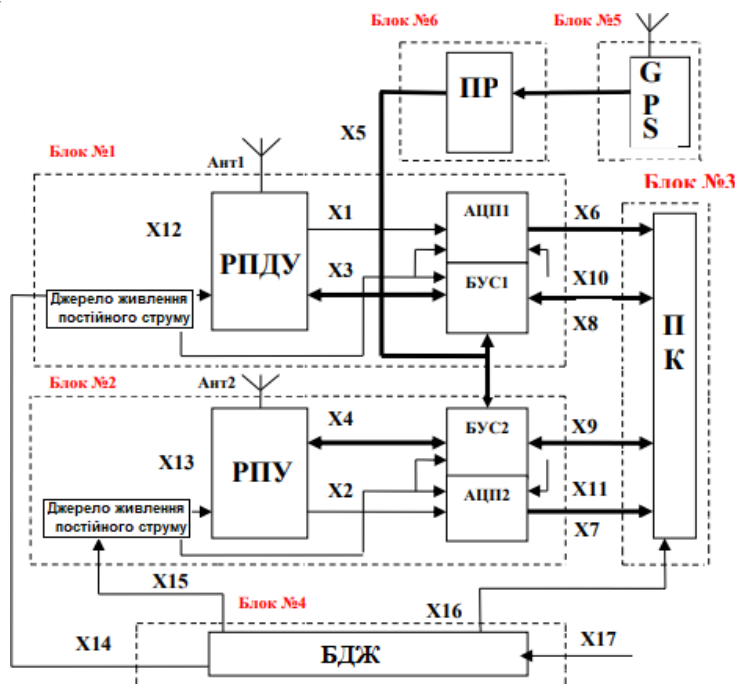 Блок №6
Блок №5
ПР
G
P
S
X5
Блок №1
Ант1
Блок №3
X12
РПДУ
X1
АЦП1
X6
X3
БУС1
X10
X8
Джерело живлення
постійного струму
П
К
Блок №2
Ант2
X13
РПУ
X4
БУС2
X9
X2
АЦП2
X11
X7
Джерело живлення
постійного струму
X15
Блок №4
X16
X14
БДЖ
X17